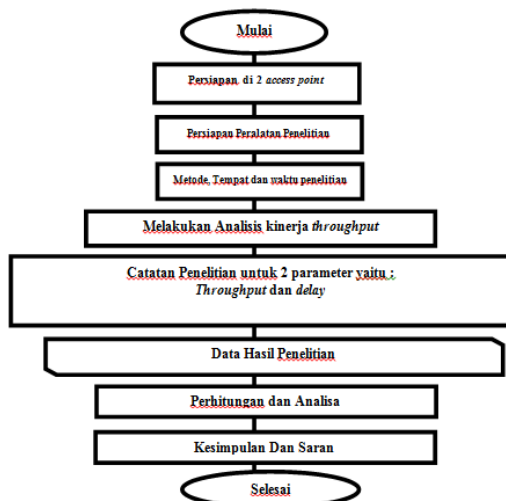 Mulai
Persiapan, di 2 access point
Persiapan Peralatan Penelitian
Metode, Tempat dan waktu penelitian
Melakukan Analisis kinerja throughput
Catatan Penelitian untuk 2 parameter yaitu :
Throughput dan delay
Data Hasil Penelitian
Perhitungan dan Analisa
Kesimpulan Dan Saran
Selesai